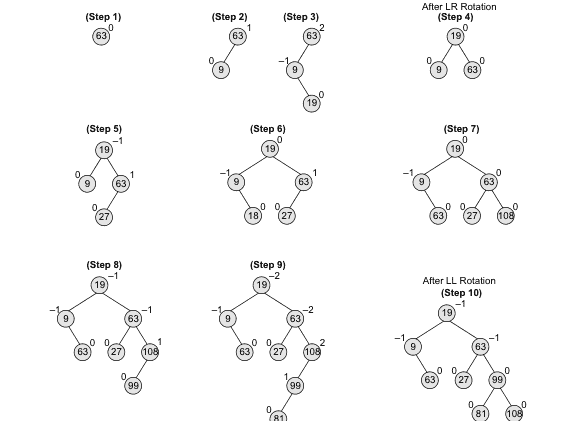 (Step 1)
63 0
(Step 2)
63 1
0 9
(Step 3)
63 2
−1 9
19 0
After LR Rotation
(Step 4)
19 0
0 9 63 0
(Step 5)
19 −1
0 9 63 1
0 27
(Step 6)
19 0
−1 9 63 1
18 0 0 27
(Step 7)
19 0
−1 9 63 0
63 0 0 27 108 0
(Step 8)
19 −1
−1 9 63 −1
63 0 0 27 108 1
0 99
(Step 9)
19 −2
−1 9 63 −2
63 0 0 27 108 2
1 99
0 81
After LL Rotation
(Step 10)
19 −1
−1 9 63 −1
63 0 0 27 99 0
0 81 108 0